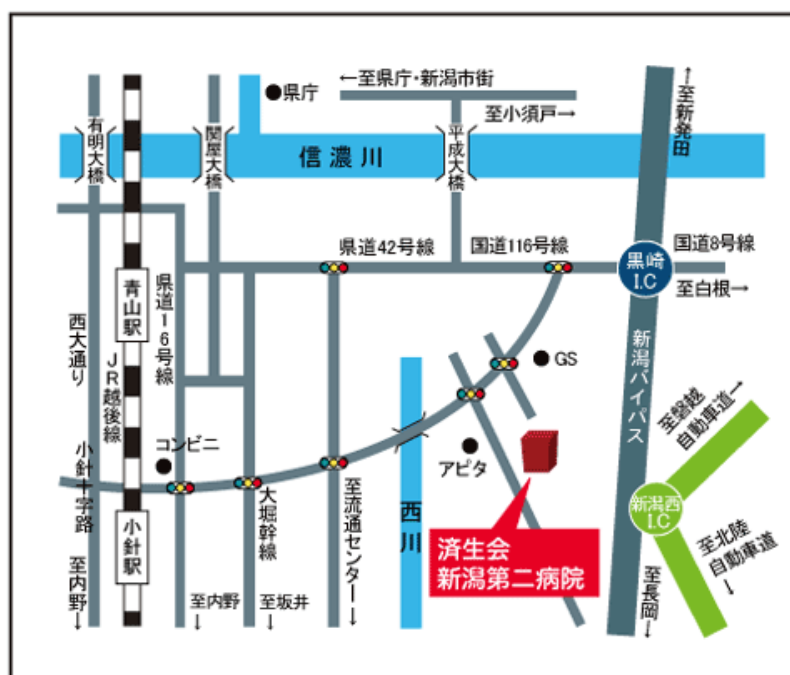 ←至県庁・新潟市街
●県庁
至小須戸→
←至新発田
有明大橋
関屋大橋
平成大橋
信濃川
県道42号線
国道116号線
国道8号線
黒崎
I.C
至白根→
青山駅
県道16号線
西大通り
JR越後線
新潟バイパス
●GS
至磐越
自動車道→
コンビニ
アピタ
小針十字路
小針駅
大堀幹線
至流通センター→
西川
新潟西
I.C
済生会
新潟第二病院
至北陸
自動車道→
至内野→
至内野
↓
至坂井
↓
至長岡→